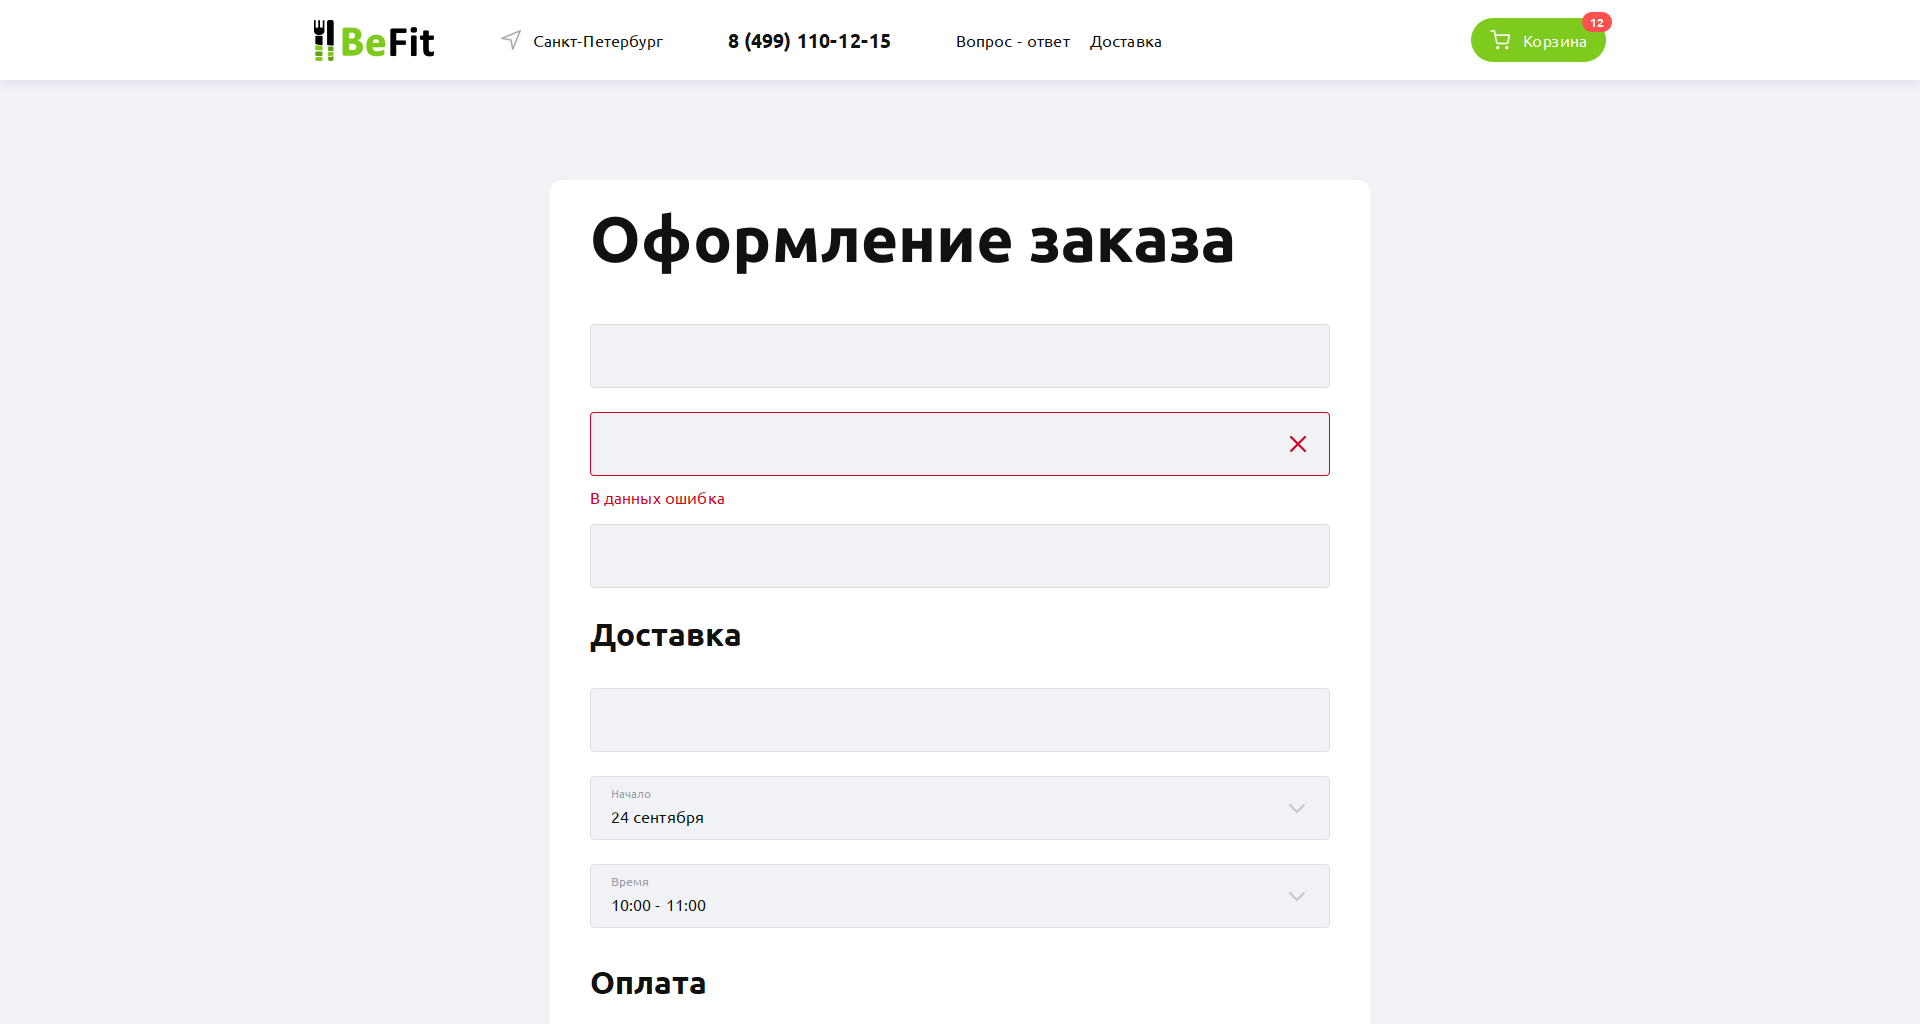 BeFit
Санкт-Петербург
8 (499) 110-12-15
Вопрос - ответ
Доставка
Корзина
12
Оформление заказа
В данных ошибка
Доставка
Начало
24 сентября
Время
10:00 - 11:00
Оплата